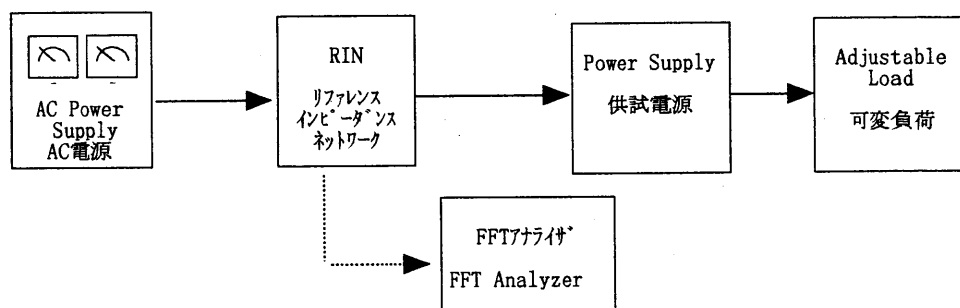 AC Power
Supply
AC電源
RIN
リファレンス
インピーダンス
ネットワーク
Power Supply
供試電源
Adjustable
Load
可変負荷
FFTアナライザ
FFT Analyzer